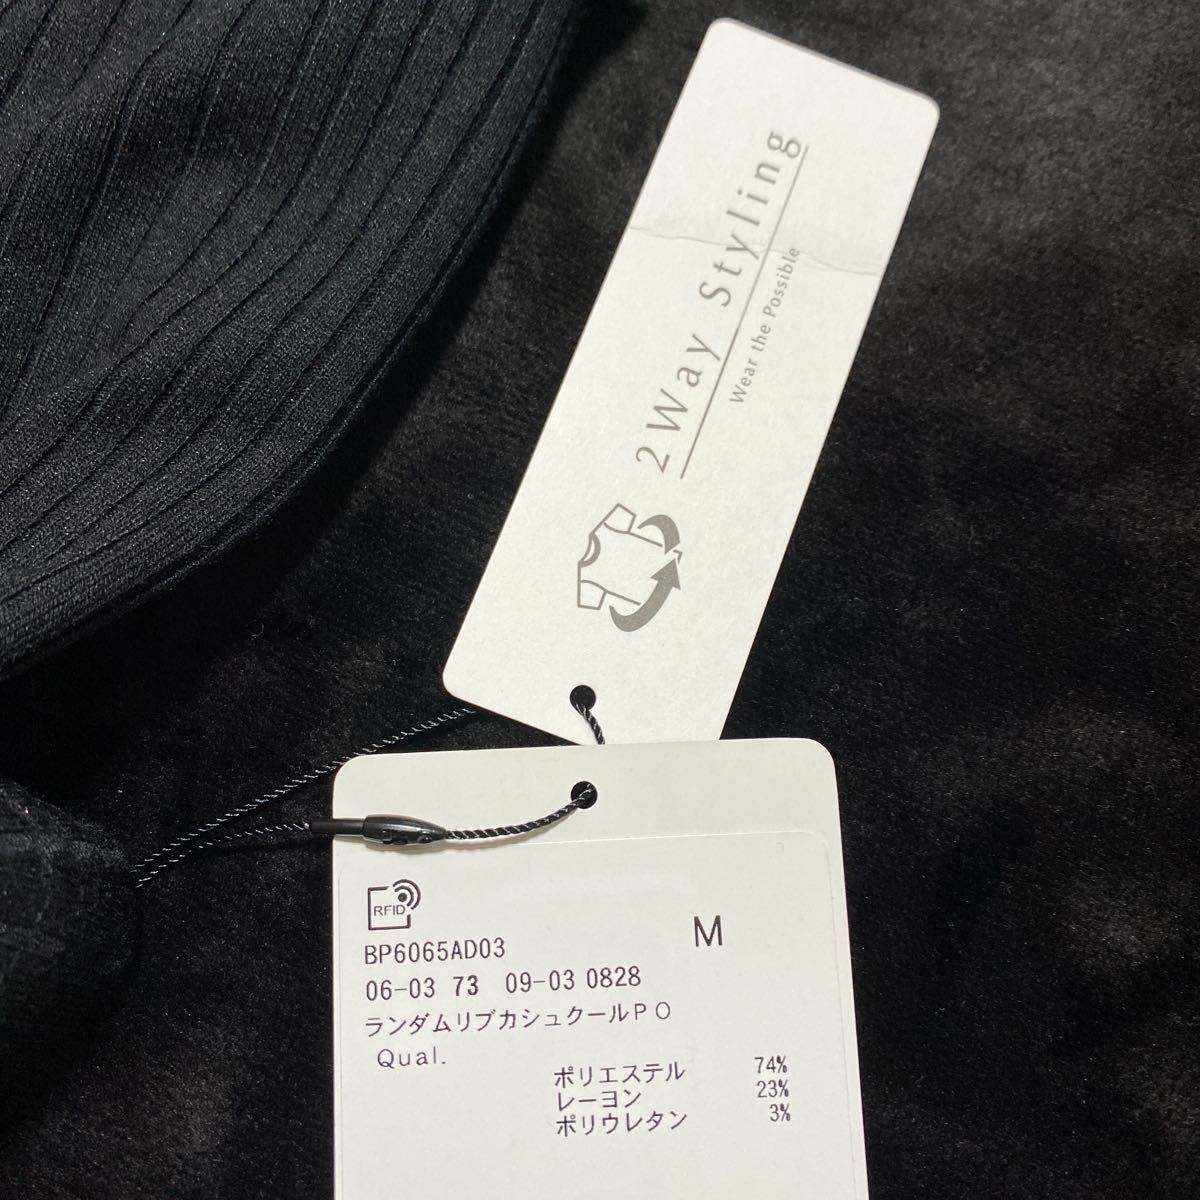 2Way Styling
Wear the Possible
RFID
BP6065AD03
M
06-03 73 09-03 0828
ランダムリブカシュクールPO
Qual.
ポリエステル 74%
レーヨン 23%
ポリウレタン 3%